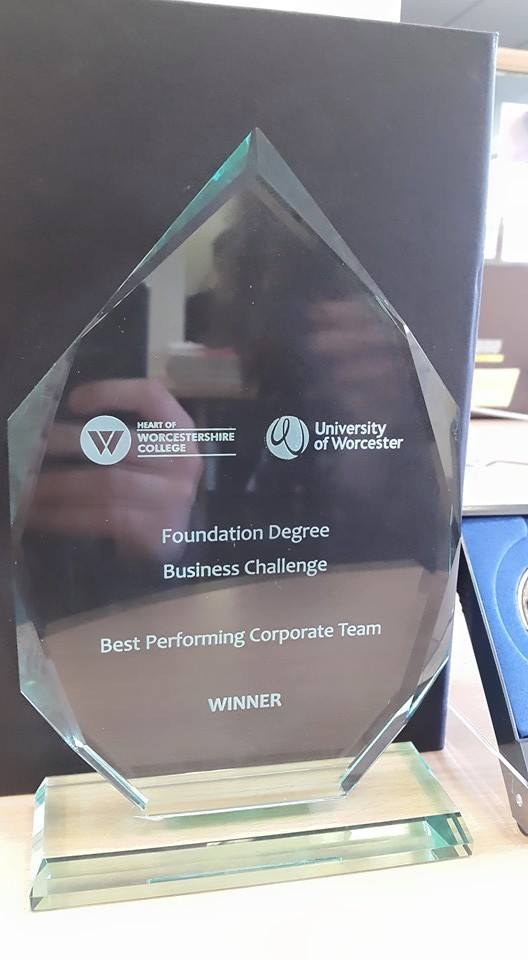 HEART OF
WORCESTERSHIRE
COLLEGE
University
of Worcester
Foundation Degree
Business Challenge
Best Performing Corporate Team
WINNER